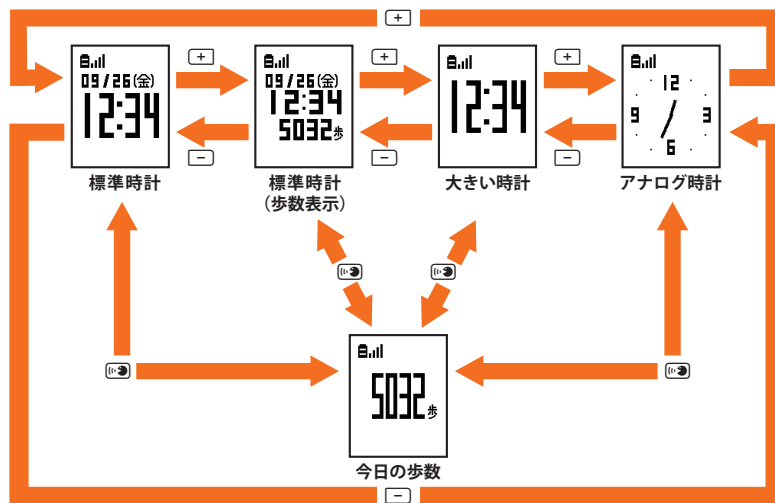 +
09/26(金)
12:34
+
09/26(金)
12:34
5032歩
+
12:34
+
12
9
3
6
−
−
−
標準時計
標準時計
(歩数表示)
大きい時計
アナログ時計
5032歩
今日の歩数
−